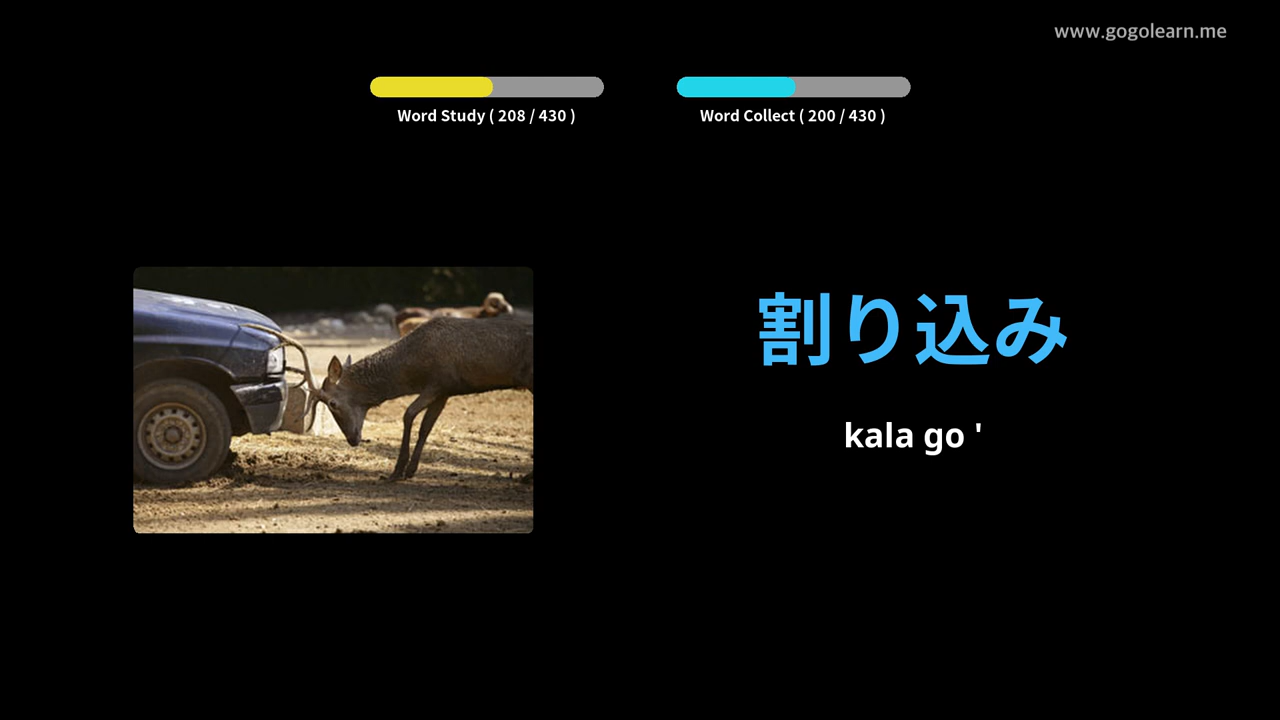 www.gogolearn.me
Word Study ( 208 / 430 )
Word Collect ( 200 / 430 )
割り込み
kala go '